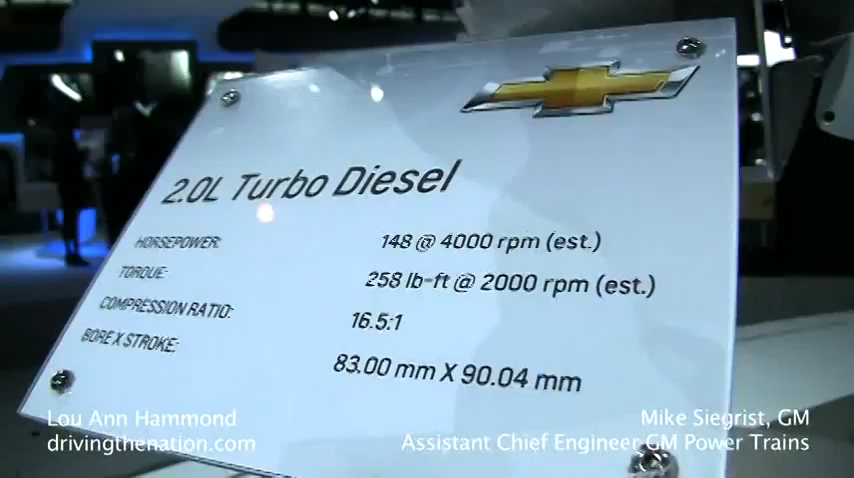 2.0L Turbo Diesel
HORSEPOWER: 148 @ 4000 rpm (est.)
TORQUE: 258 lb-ft @ 2000 rpm (est.)
COMPRESSION RATIO: 16.5:1
BORE X STROKE: 83.00 mm X 90.04 mm
Lou Ann Hammond
drivingthenation.com
Mike Siegrist, GM
Assistant Chief Engineer GM Power Trains